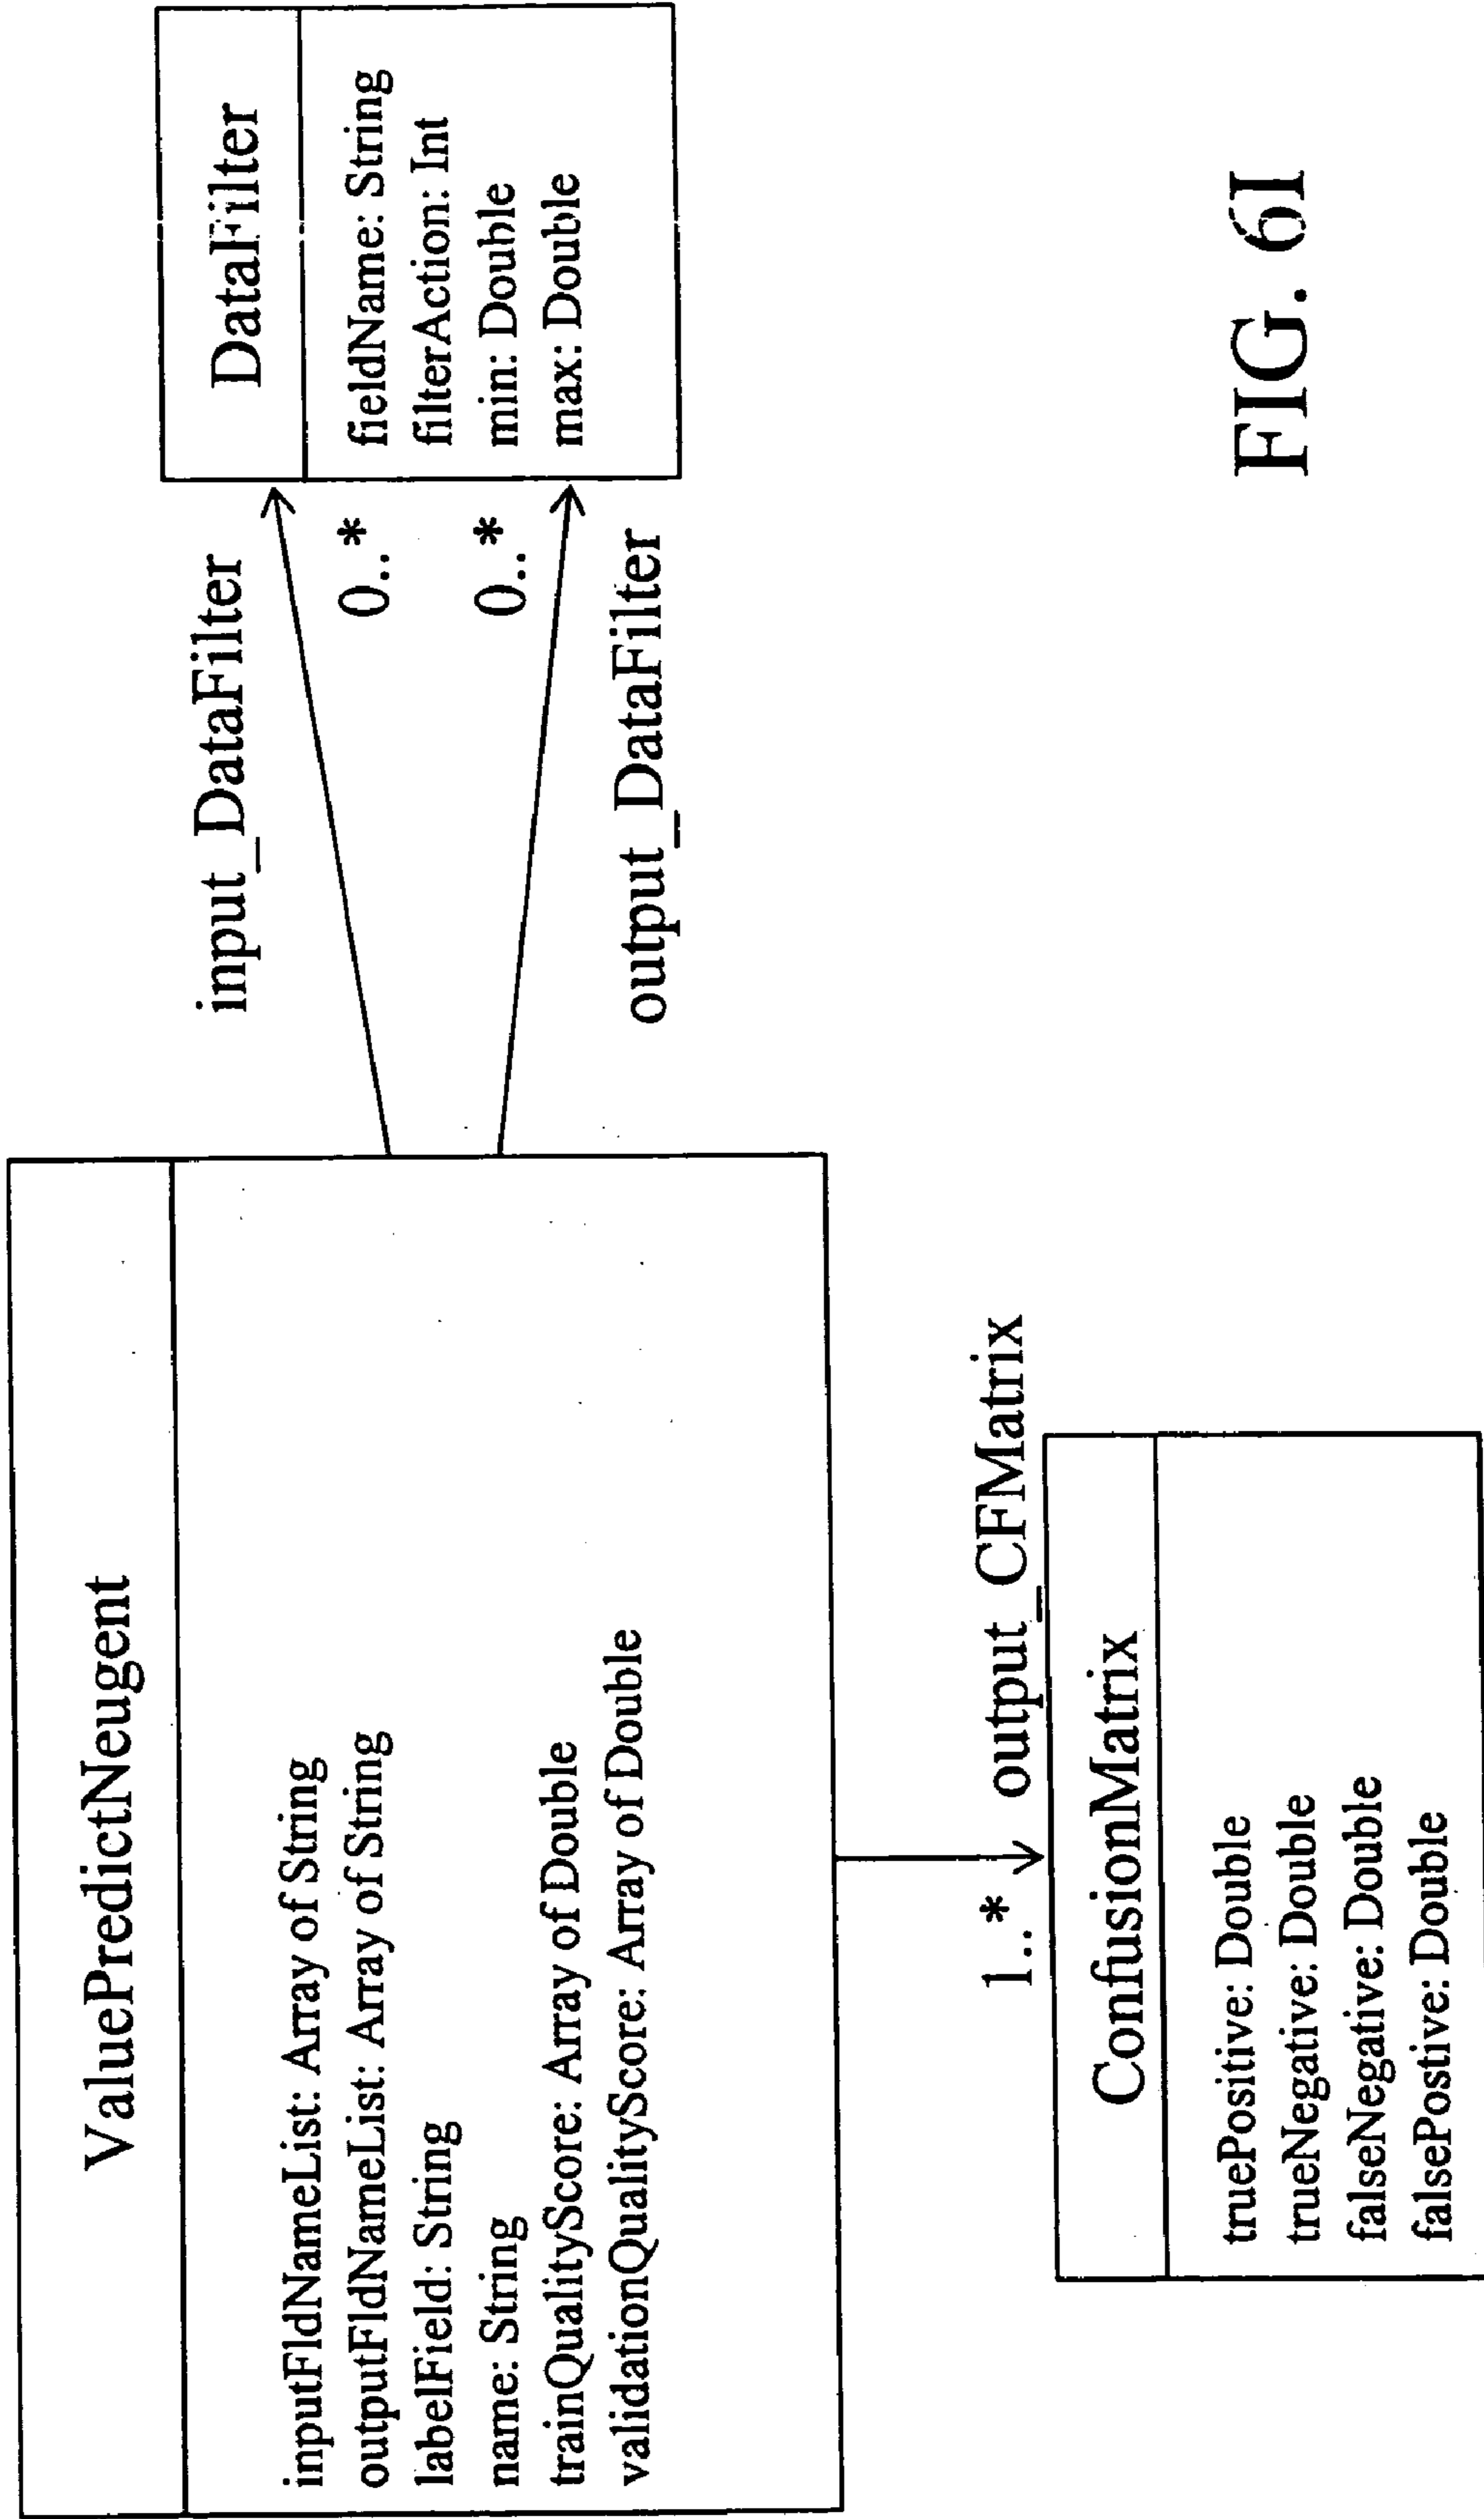 ValuePredictNeugent
inputFldNameList: Array of String
outputFldNameList: Array of String
labelField: String
name: String
trainQualityScore: Array of Double
validationQualityScore: Array of Double
input_DataFilter
0..*
0..*
output_DataFilter
DataFilter
fieldName: String
filterAction: Int
min: Double
max: Double
1..*
output_CFMatrix
ConfusionMatrix
truePositive: Double
trueNegative: Double
falseNegative: Double
falsePostive: Double
FIG. 6I